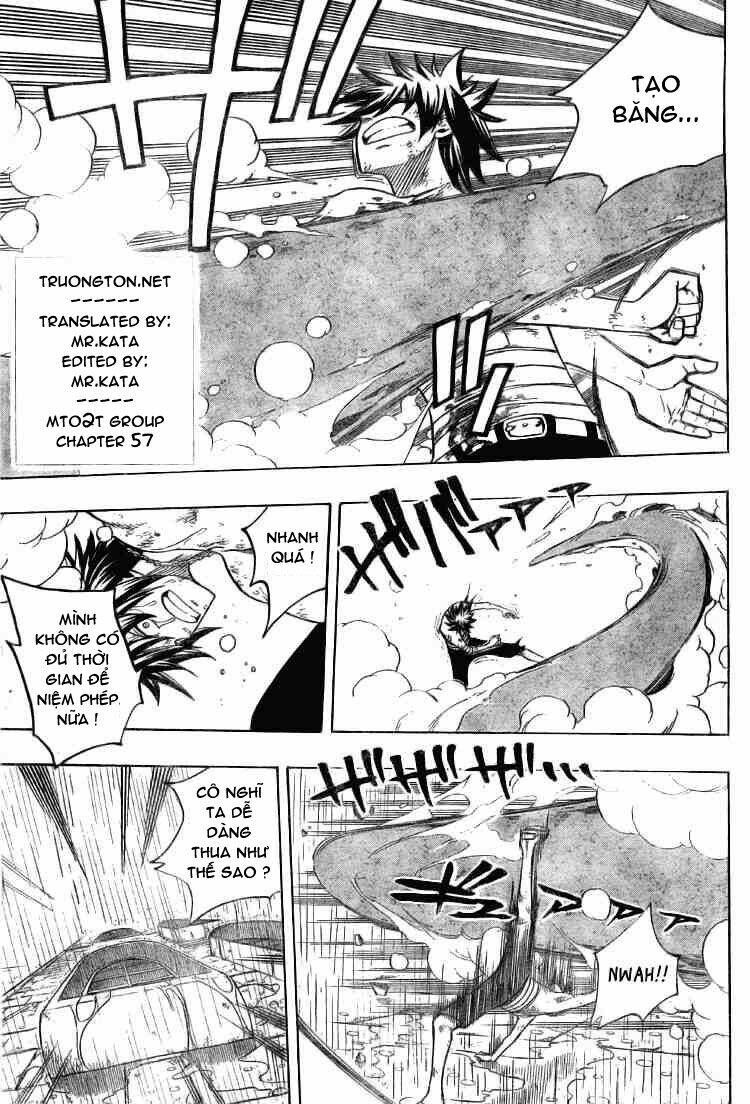 TẠO
BĂNG...
TRUONGTON.NET
------
TRANSLATED BY:
MR.KATA
EDITED BY:
MR.KATA
-----
MTO2T GROUP
CHAPTER 57
NHANH
QUÁ !
MÌNH
KHÔNG CÓ
ĐỦ THỜI
GIAN ĐỂ
NIỆM PHÉP
NỮA !
CÔ NGHĨ
TA DỄ
DÀNG
THUA NHƯ
THẾ SAO ?
NWAH!!